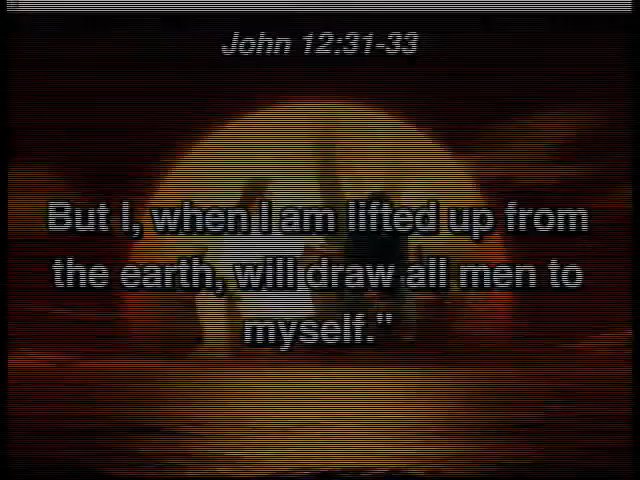 John 12:31-33
But I, when I am lifted up from
the earth, will draw all men to
myself."